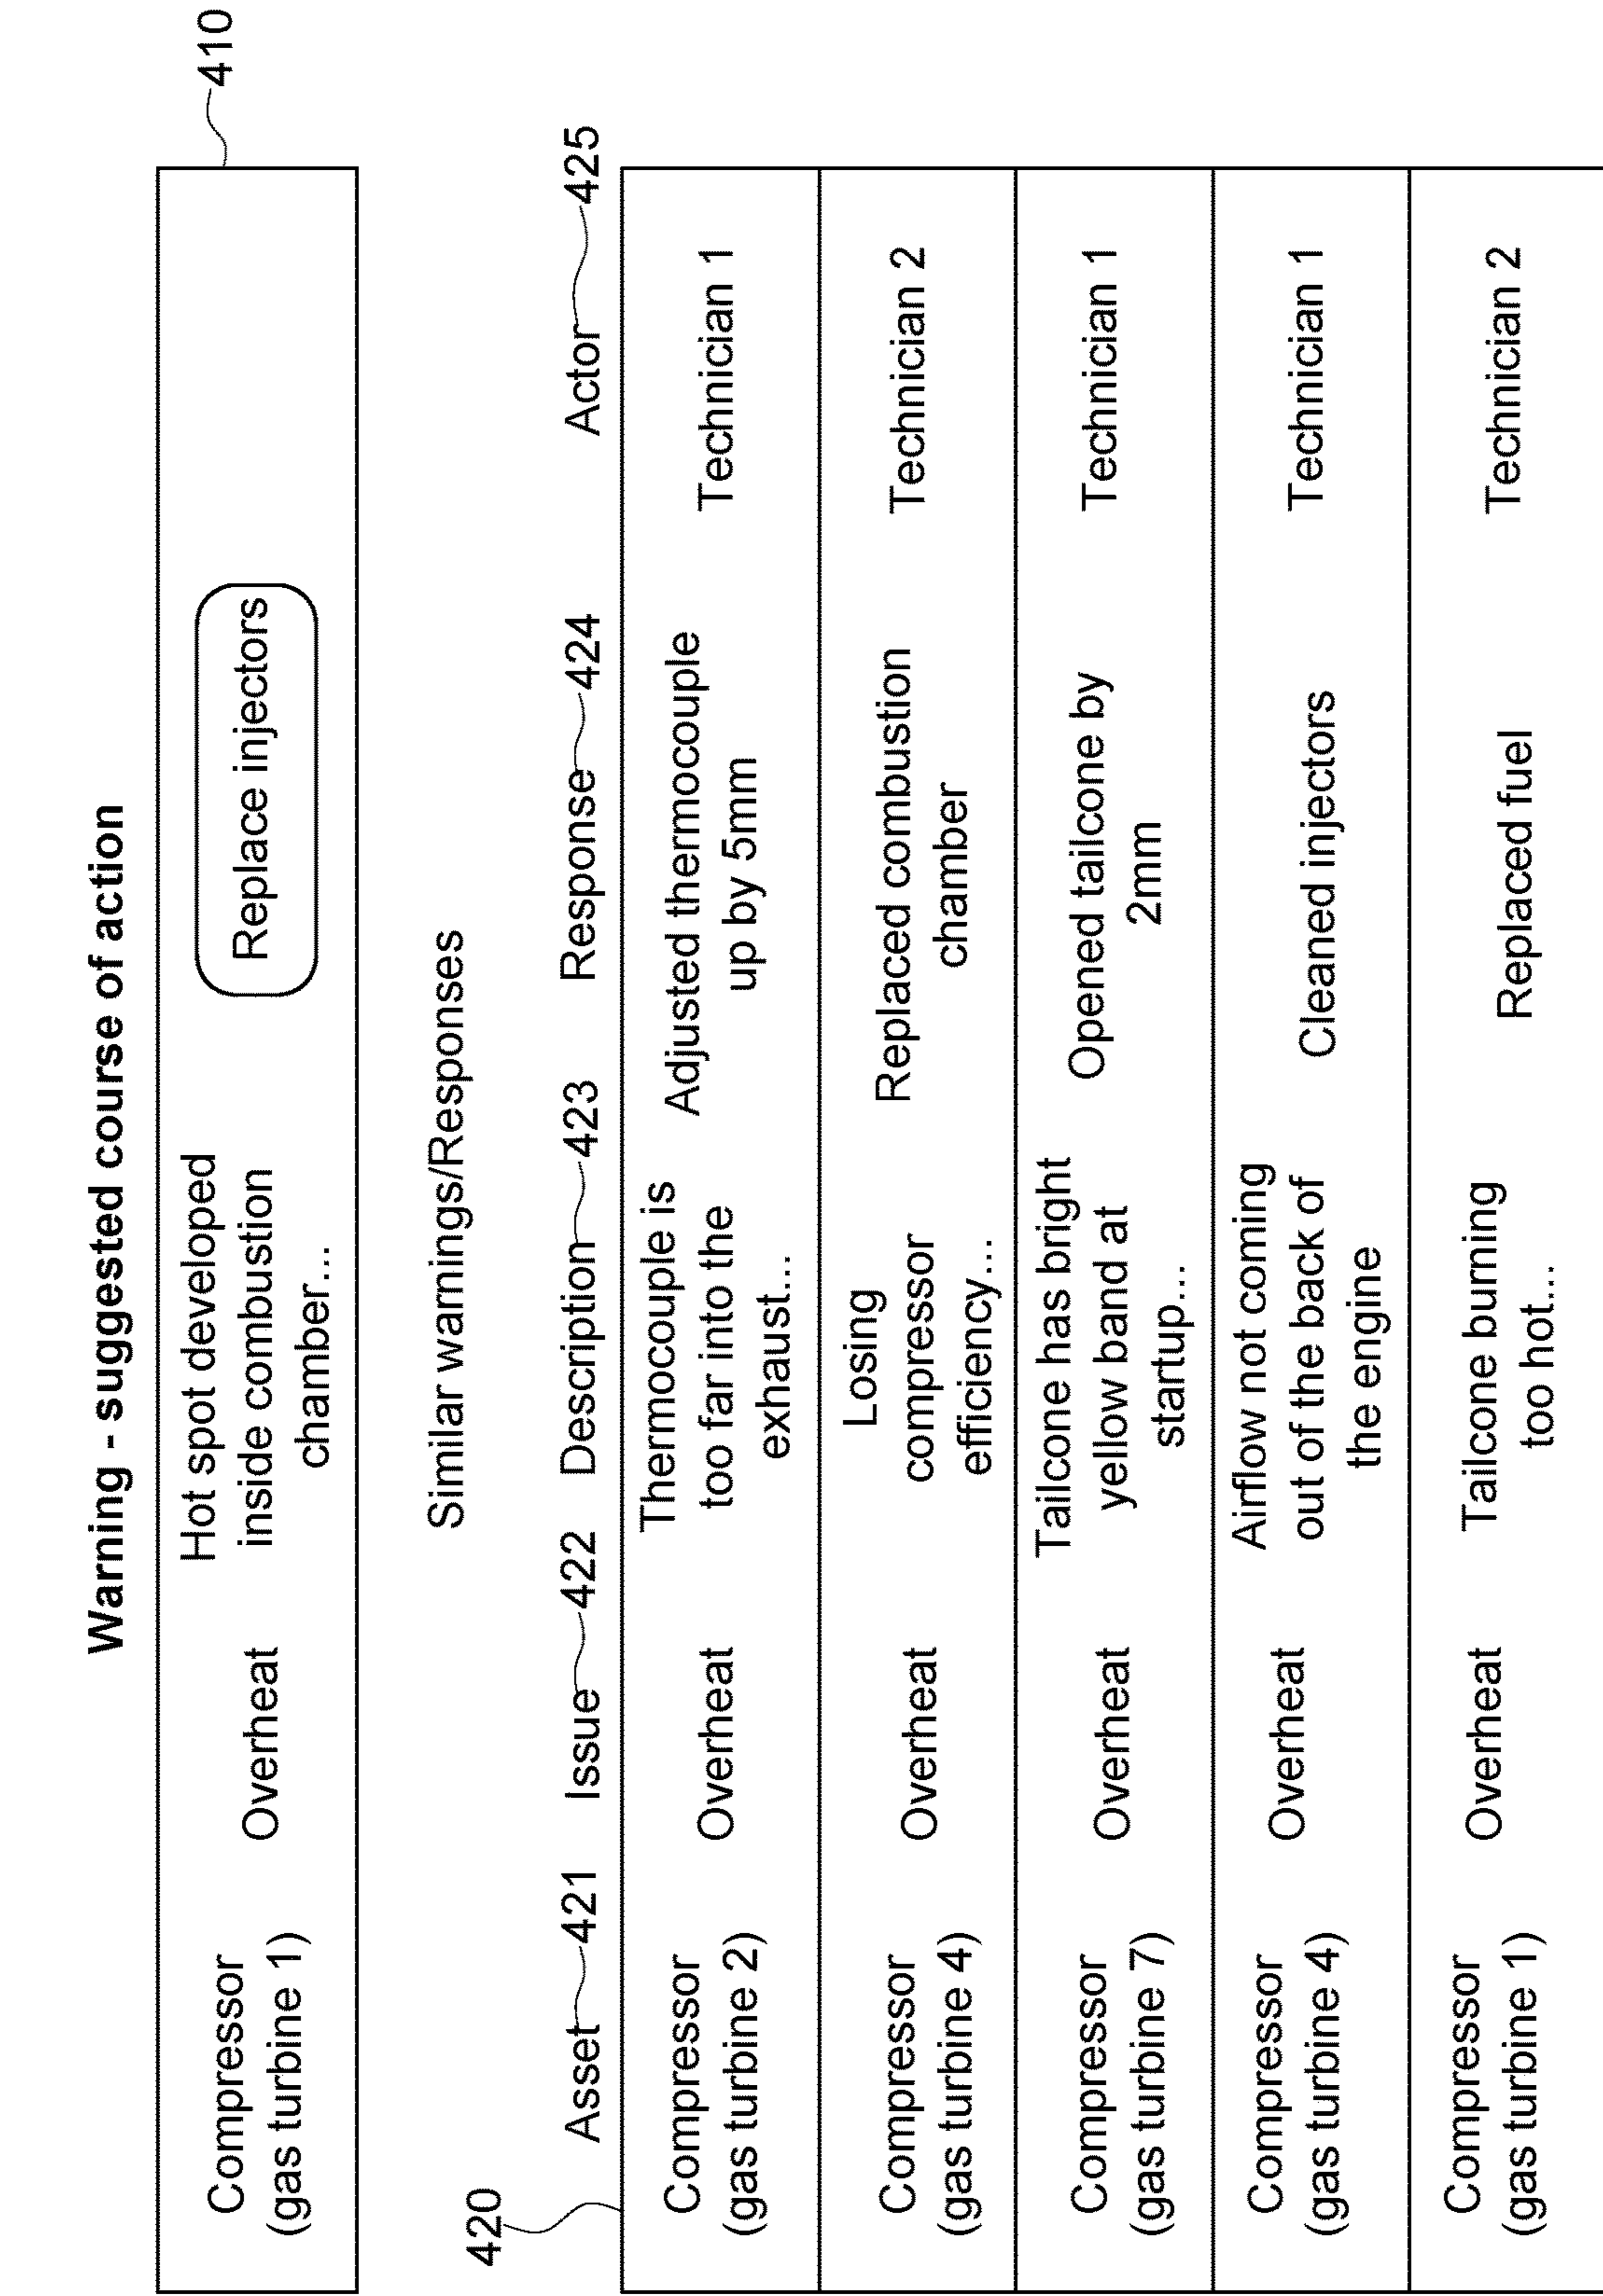 Warning - suggested course of action
410
Compressor
(gas turbine 1)
Overheat
Hot spot developed
inside combustion
chamber...
Replace injectors
Similar warnings/Responses
420
Asset 421 Issue 422 Description 423 Response 424 Actor 425
Compressor
(gas turbine 2)
Overheat
Thermocouple is
too far into the
exhaust...
Adjusted thermocouple
up by 5mm
Technician 1
Compressor
(gas turbine 4)
Overheat
Losing
compressor
efficiency...
Replaced combustion
chamber
Technician 2
Compressor
(gas turbine 7)
Overheat
Tailcone has bright
yellow band at
startup...
Opened tailcone by
2mm
Technician 1
Compressor
(gas turbine 4)
Overheat
Airflow not coming
out of the back of
the engine
Cleaned injectors
Technician 1
Compressor
(gas turbine 1)
Overheat
Tailcone burning
too hot...
Replaced fuel
Technician 2